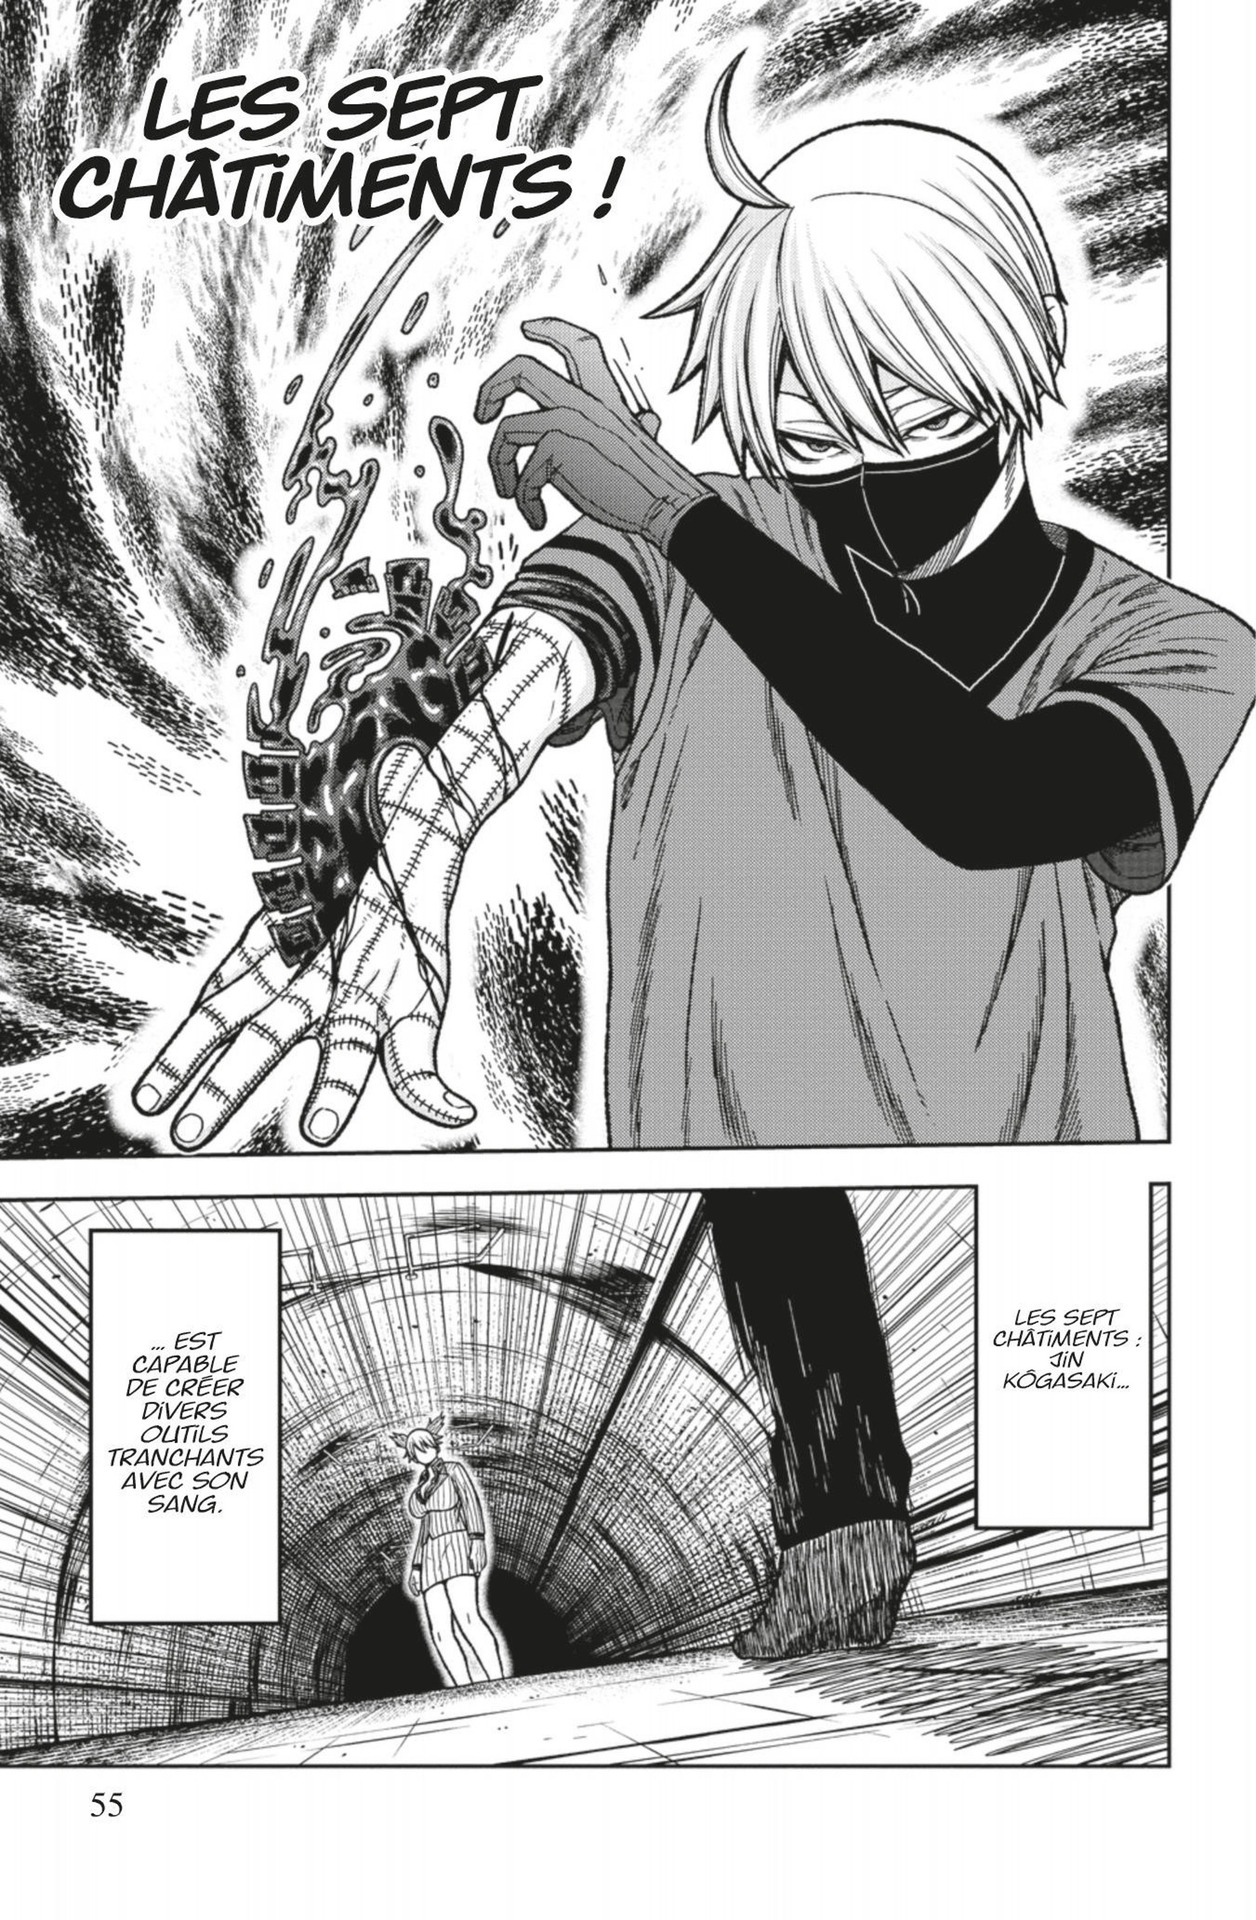 LES SEPT
CHÂTIMENTS !
LES SEPT
CHÂTIMENTS :
JIN
KÔGASAKI...
... EST
CAPABLE
DE CRÉER
DIVERS
OUTILS
TRANCHANTS
AVEC SON
SANG.
55